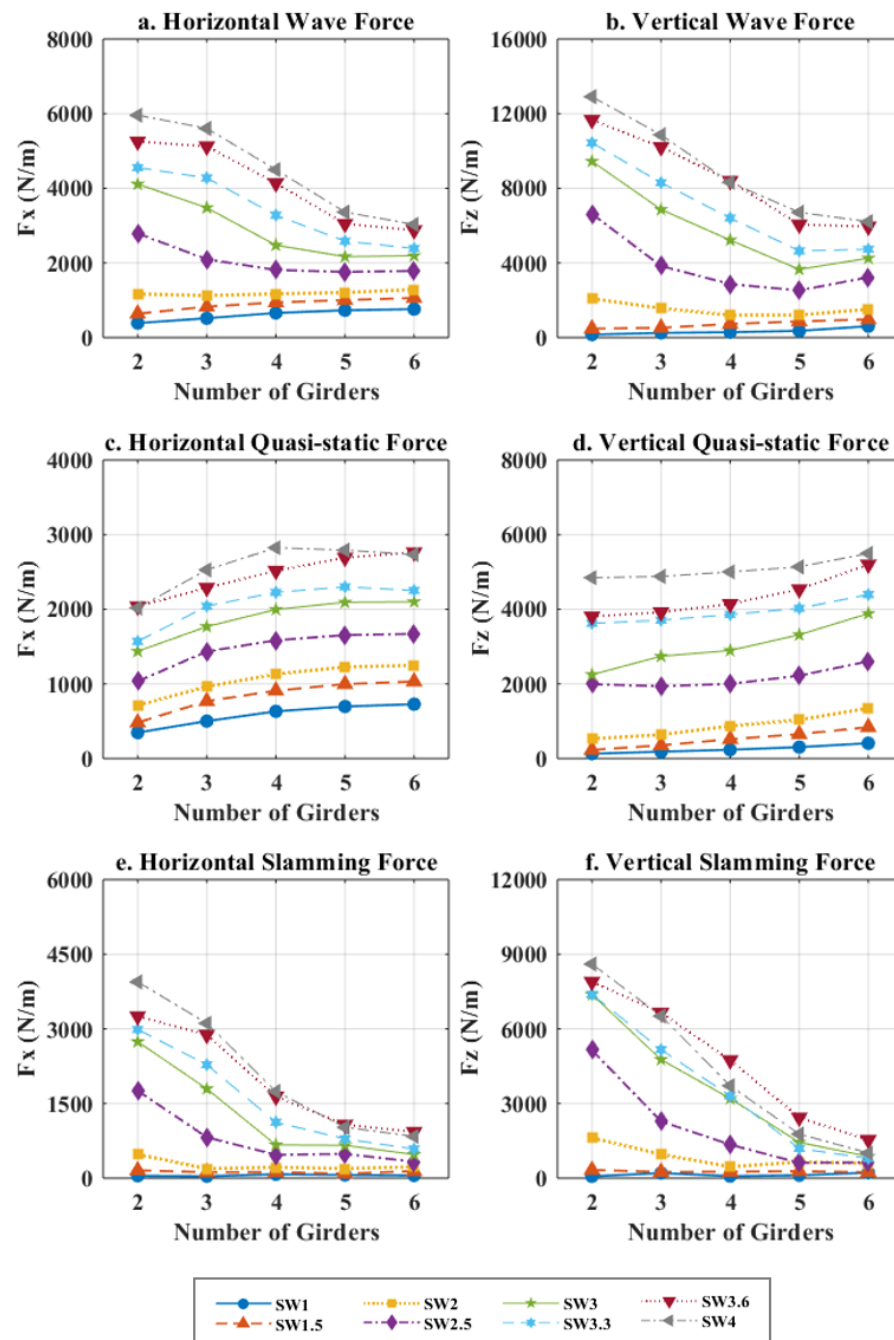 a. Horizontal Wave Force
8000
6000
4000
2000
0
Fx (N/m)
2 3 4 5 6
Number of Girders
b. Vertical Wave Force
16000
12000
8000
4000
0
Fz (N/m)
2 3 4 5 6
Number of Girders
c. Horizontal Quasi-static Force
4000
3000
2000
1000
0
Fx (N/m)
2 3 4 5 6
Number of Girders
d. Vertical Quasi-static Force
8000
6000
4000
2000
0
Fz (N/m)
2 3 4 5 6
Number of Girders
e. Horizontal Slamming Force
6000
4500
3000
1500
0
Fx (N/m)
2 3 4 5 6
Number of Girders
f. Vertical Slamming Force
12000
9000
6000
3000
0
Fz (N/m)
2 3 4 5 6
Number of Girders
SW1 SW2 SW3 SW3.6
SW1.5 SW2.5 SW3.3 SW4